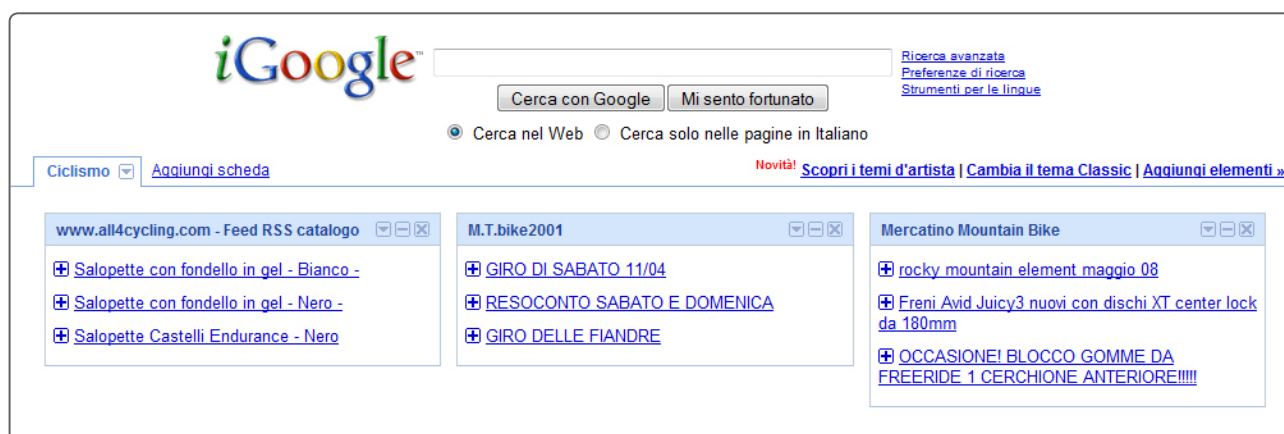 iGoogle™
Ricerca avanzata
Preferenze di ricerca
Strumenti per le lingue
Cerca con Google Mi sento fortunato
Cerca nel Web Cerca solo nelle pagine in Italiano
Ciclismo Aggiungi scheda Novità! Scopri i temi d'artista | Cambia il tema Classic | Aggiungi elementi »
www.all4cycling.com - Feed RSS catalogo
Salopette con fondello in gel - Bianco -
Salopette con fondello in gel - Nero -
Salopette Castelli Endurance - Nero
M.T.bike2001
GIRO DI SABATO 11/04
RESOCONTO SABATO E DOMENICA
GIRO DELLE FIANDRE
Mercatino Mountain Bike
rocky mountain element maggio 08
Freni Avid Juicy3 nuovi con dischi XT center lock
da 180mm
OCCASIONE! BLOCCO GOMME DA
FREERIDE 1 CERCHIONE ANTERIORE!!!!!